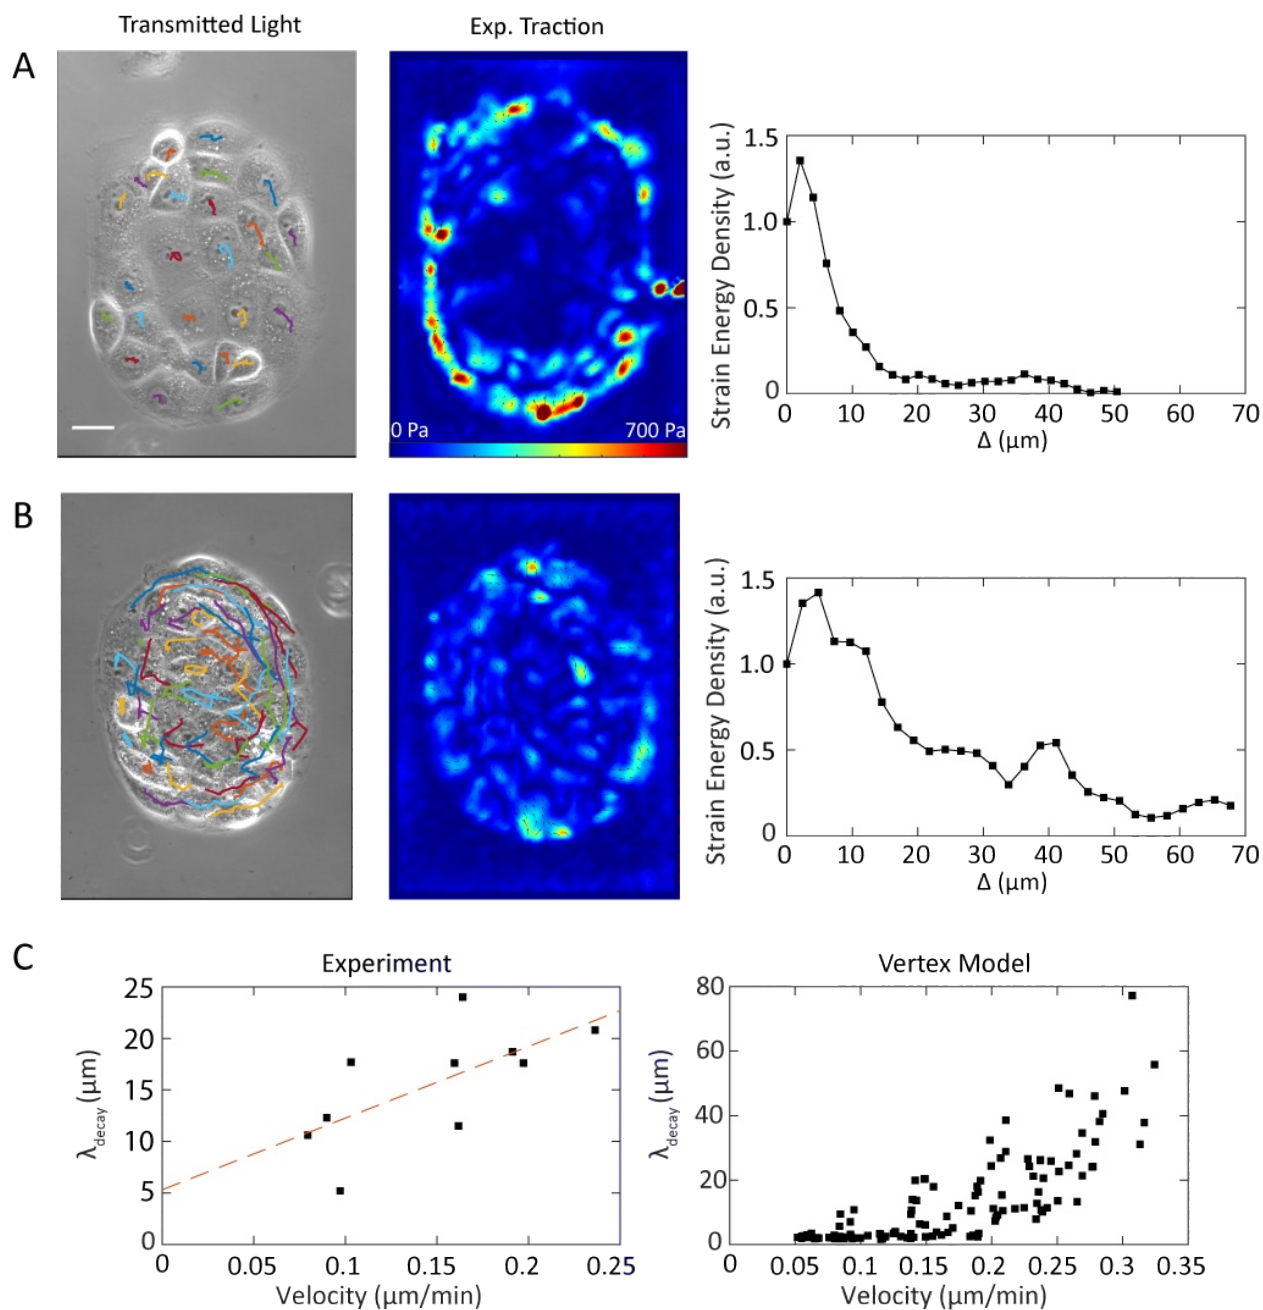 Transmitted Light
Exp. Traction
A
0 Pa
700 Pa
Strain Energy Density (a.u.)
1.5
1.0
0.5
0
0 10 20 30 40 50 60 70
Δ (μm)
B
Strain Energy Density (a.u.)
1.5
1.0
0.5
0
0 10 20 30 40 50 60 70
Δ (μm)
C
Experiment
λdecay (μm)
25
20
15
10
5
0
0 0.05 0.1 0.15 0.2 0.25
Velocity (μm/min)
Vertex Model
λdecay (μm)
80
60
40
20
0
0 0.05 0.1 0.15 0.2 0.25 0.3 0.35
Velocity (μm/min)